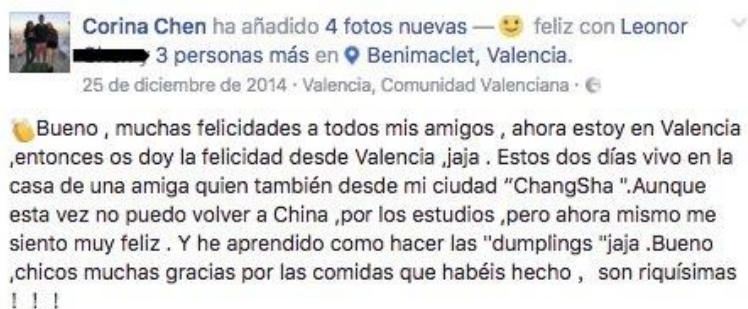 Corina Chen ha añadido 4 fotos nuevas — feliz con Leonor
3 personas más en Benimaclet, Valencia.
25 de diciembre de 2014 · Valencia, Comunidad Valenciana ·
Bueno , muchas felicidades a todos mis amigos , ahora estoy en Valencia
,entonces os doy la felicidad desde Valencia ,jaja . Estos dos días vivo en la
casa de una amiga quien también desde mi ciudad “ChangSha ".Aunque
esta vez no puedo volver a China ,por los estudios ,pero ahora mismo me
siento muy feliz . Y he aprendido como hacer las "dumplings "jaja .Bueno
,chicos muchas gracias por las comidas que habéis hecho , son riquísimas
! ! !